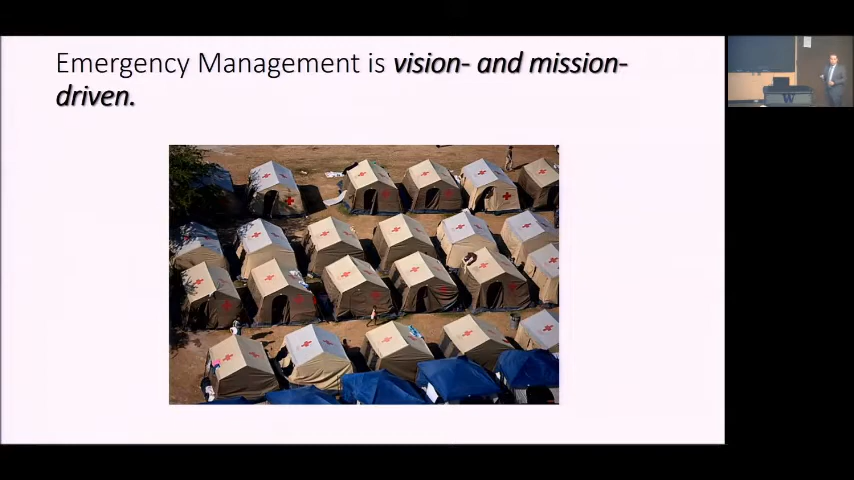 Emergency Management is vision- and mission-
driven.
W